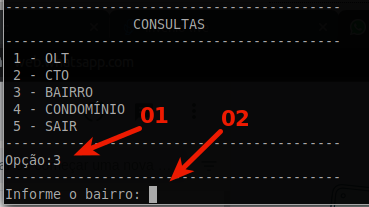 ----------------------------------------
CONSULTAS
----------------------------------------
1 - OLT
2 - CTO
3 - BAIRRO
4 - CONDOMÍNIO
5 - SAIR
----------------------------------------
01
02
Opção:3
----------------------------------------
Informe o bairro: